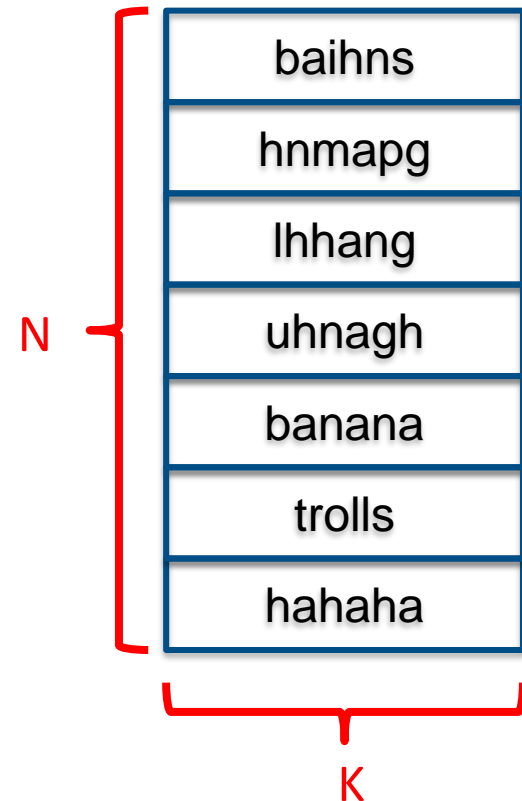 baihns
hnmapg
lhhang
N
uhnagh
banana
trolls
hahaha
K